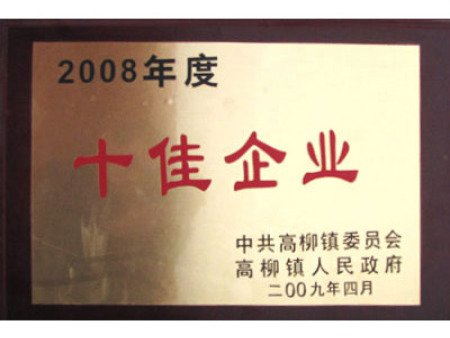 2008年度
十佳企业
中共高柳镇委员会
高柳镇人民政府
二00九年四月